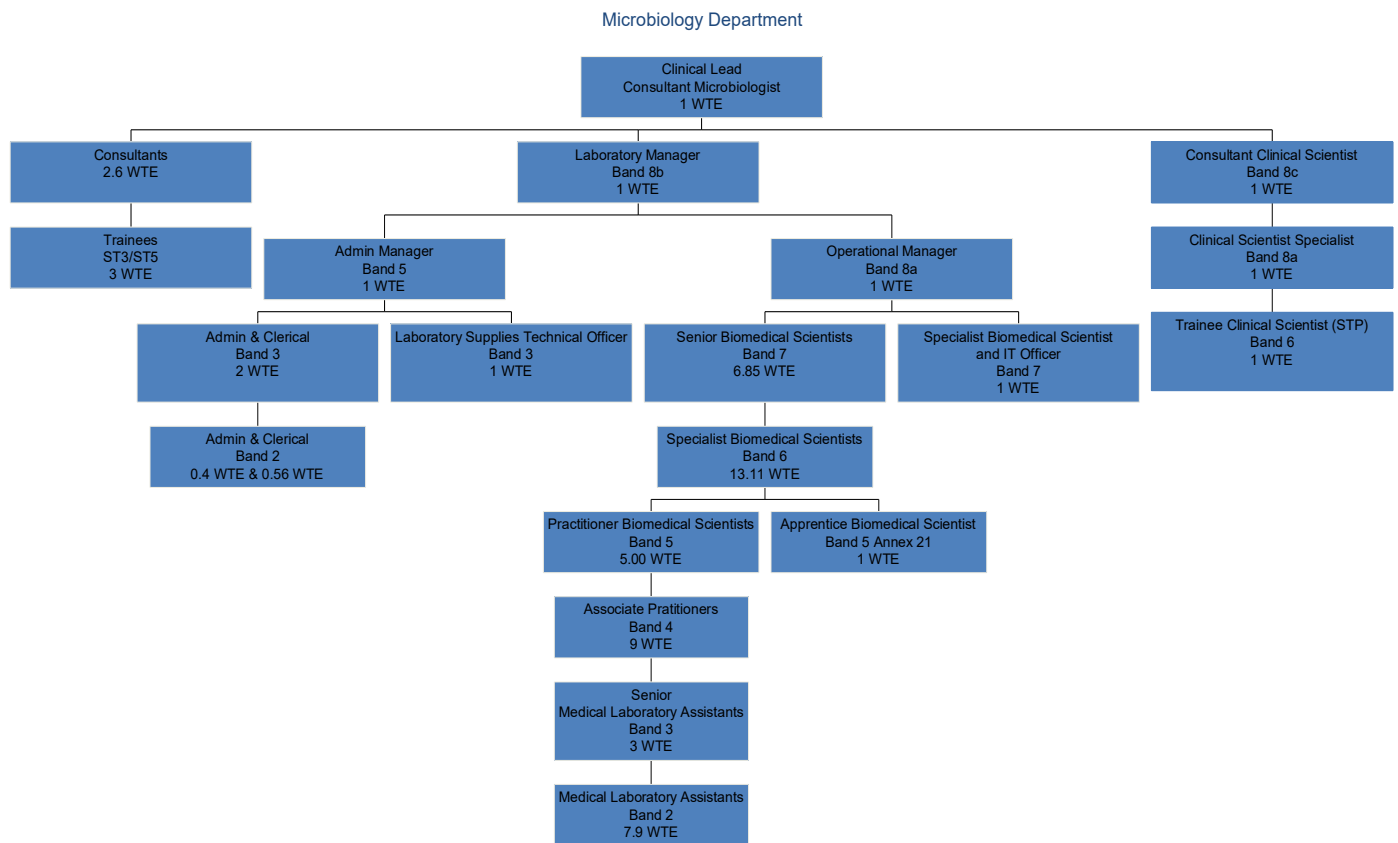 Microbiology Department
Clinical Lead
Consultant Microbiologist
1 WTE
Consultants
2.6 WTE
Laboratory Manager
Band 8b
1 WTE
Consultant Clinical Scientist
Band 8c
1 WTE
Trainees
ST3/ST5
3 WTE
Admin Manager
Band 5
1 WTE
Operational Manager
Band 8a
1 WTE
Clinical Scientist Specialist
Band 8a
1 WTE
Admin & Clerical
Band 3
2 WTE
Laboratory Supplies Technical Officer
Band 3
1 WTE
Senior Biomedical Scientists
Band 7
6.85 WTE
Specialist Biomedical Scientist
and IT Officer
Band 7
1 WTE
Trainee Clinical Scientist (STP)
Band 6
1 WTE
Admin & Clerical
Band 2
0.4 WTE & 0.56 WTE
Specialist Biomedical Scientists
Band 6
13.11 WTE
Practitioner Biomedical Scientists
Band 5
5.00 WTE
Apprentice Biomedical Scientist
Band 5 Annex 21
1 WTE
Associate Pratitioners
Band 4
9 WTE
Senior
Medical Laboratory Assistants
Band 3
3 WTE
Medical Laboratory Assistants
Band 2
7.9 WTE